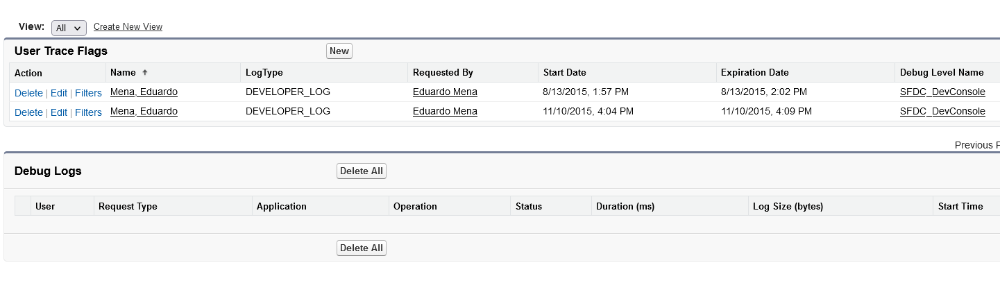 View: All Create New View
User Trace Flags New
Action Name LogType Requested By Start Date Expiration Date Debug Level Name
Delete | Edit | Filters Mena, Eduardo DEVELOPER_LOG Eduardo Mena 8/13/2015, 1:57 PM 8/13/2015, 2:02 PM SFDC_DevConsole
Delete | Edit | Filters Mena, Eduardo DEVELOPER_LOG Eduardo Mena 11/10/2015, 4:04 PM 11/10/2015, 4:09 PM SFDC_DevConsole
Previous
Debug Logs Delete All
User Request Type Application Operation Status Duration (ms) Log Size (bytes) Start Time
Delete All